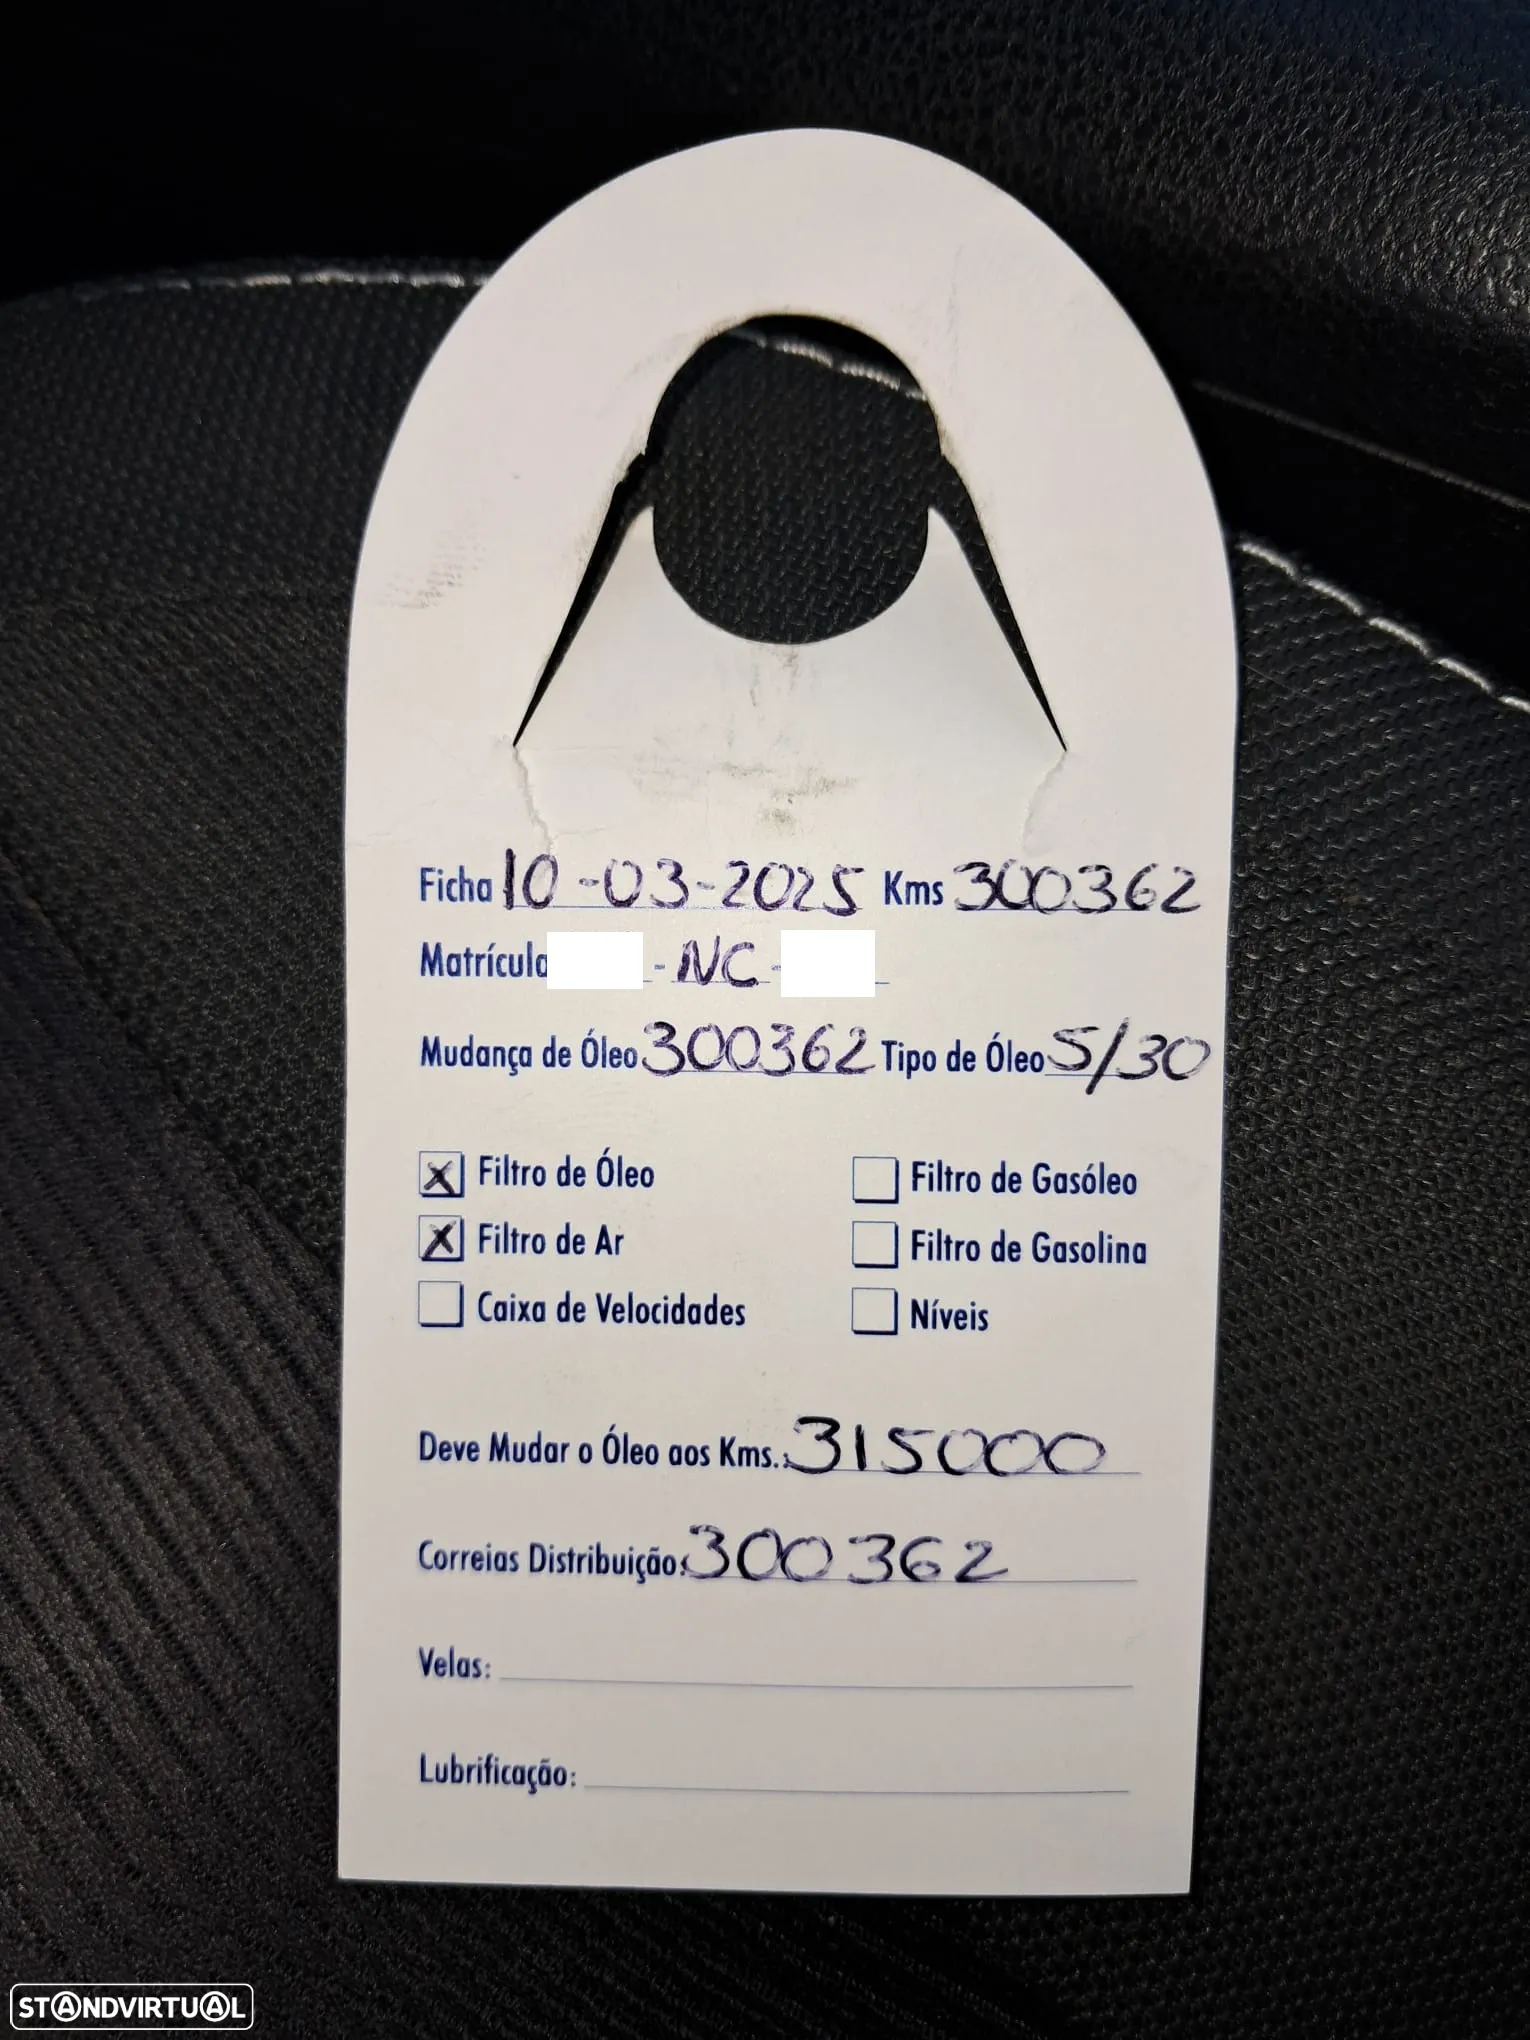 Ficha 10-03-2025 Kms 300362
Matrícula - NC -
Mudança de Óleo 300362 Tipo de Óleo 5/30
X Filtro de Óleo
Filtro de Gasóleo
X Filtro de Ar
Filtro de Gasolina
Caixa de Velocidades
Níveis
Deve Mudar o Óleo aos Kms.: 315000
Correias Distribuição: 300362
Velas:
Lubrificação:
STANDVIRTUAL